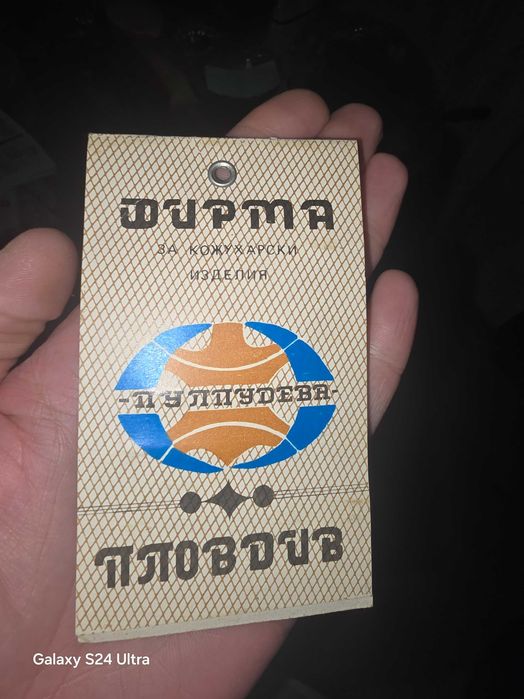 ФИРМА
ЗА КОЖУХАРСКИ
ИЗДЕЛИЯ
-ПУЛПУДЕВА-
ПЛОВДИВ
Galaxy S24 Ultra